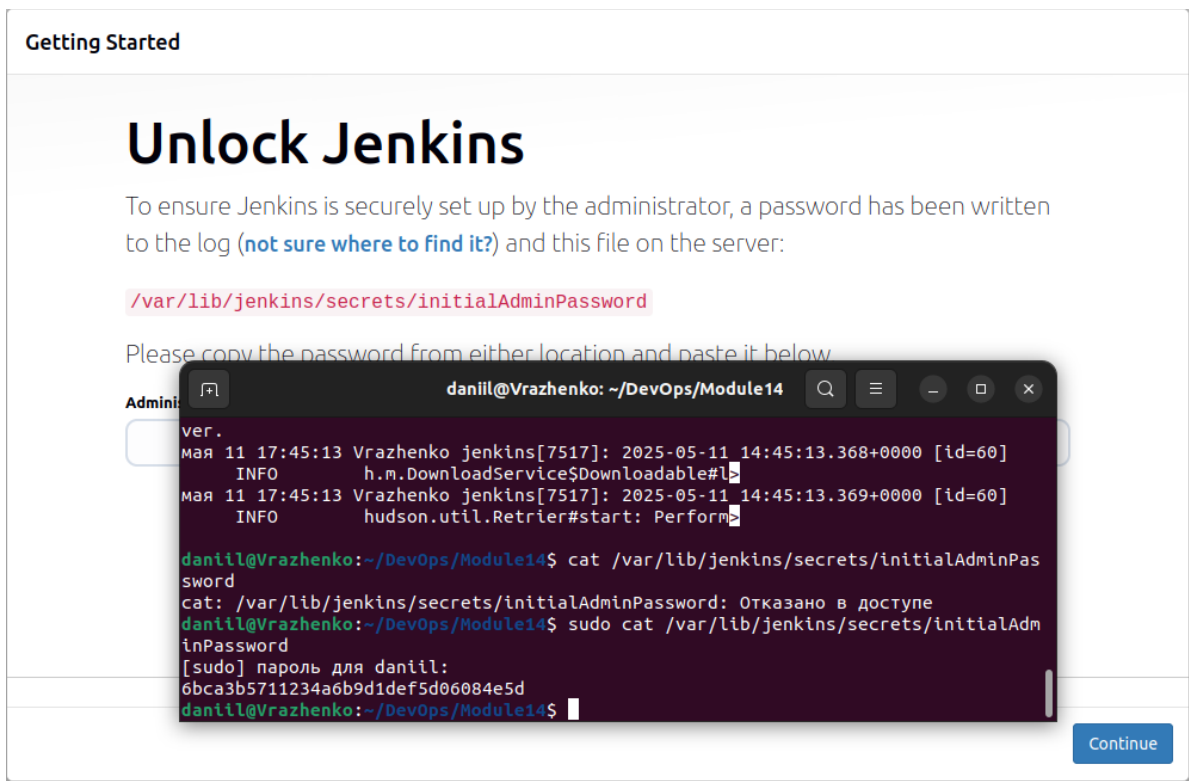 Getting Started
Unlock Jenkins
To ensure Jenkins is securely set up by the administrator, a password has been written
to the log (not sure where to find it?) and this file on the server:
/var/lib/jenkins/secrets/initialAdminPassword
Please copy the password from either location and paste it below
Adminis
daniil@Vrazhenko: ~/DevOps/Module14
ver.
мая 11 17:45:13 Vrazhenko jenkins[7517]: 2025-05-11 14:45:13.368+0000 [id=60]
INFO h.m.DownloadService$Downloadable#l>
мая 11 17:45:13 Vrazhenko jenkins[7517]: 2025-05-11 14:45:13.369+0000 [id=60]
INFO hudson.util.Retrier#start: Perform>
daniil@Vrazhenko:~/DevOps/Module14$ cat /var/lib/jenkins/secrets/initialAdminPas
sword
cat: /var/lib/jenkins/secrets/initialAdminPassword: Отказано в доступе
daniil@Vrazhenko:~/DevOps/Module14$ sudo cat /var/lib/jenkins/secrets/initialAdm
inPassword
[sudo] пароль для daniil:
6bca3b5711234a6b9d1def5d06084e5d
daniil@Vrazhenko:~/DevOps/Module14$
Continue